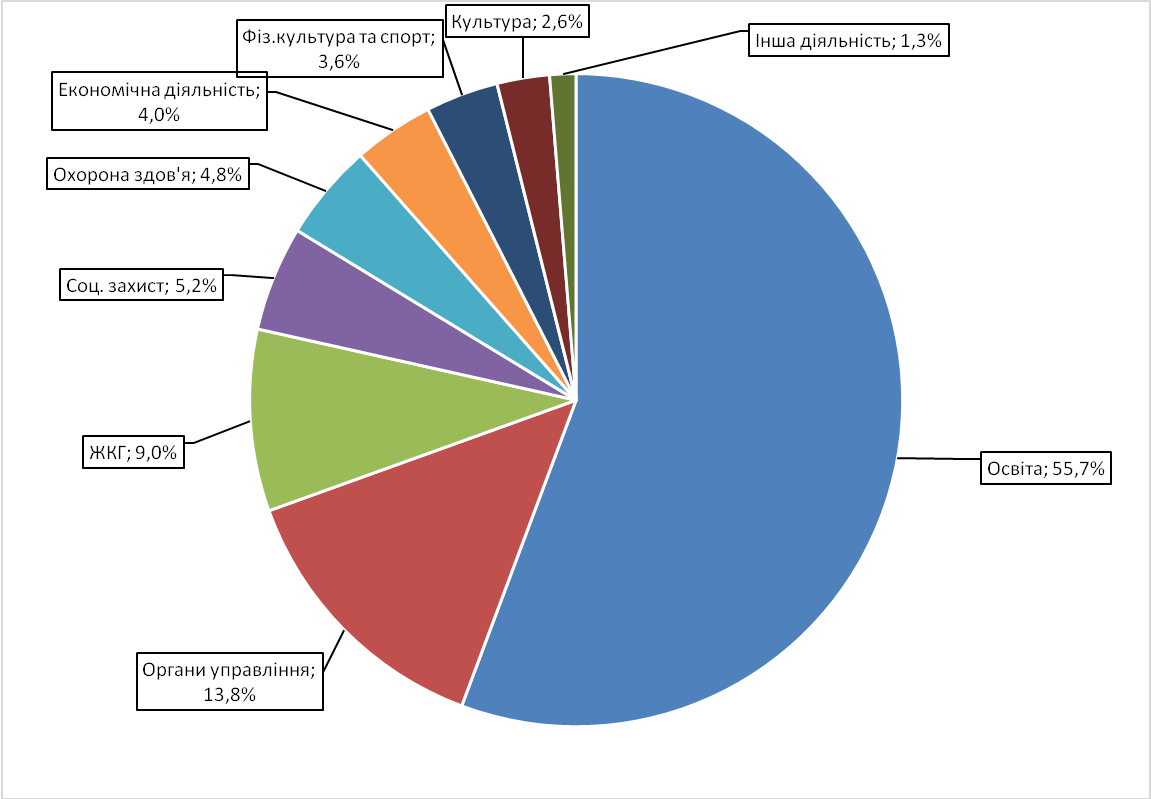 Культура; 2,6%
Фіз.культура та спорт;
3,6%
Інша діяльність; 1,3%
Економічна діяльність;
4,0%
Охорона здов'я; 4,8%
Соц. захист; 5,2%
ЖКГ; 9,0%
Освіта; 55,7%
Органи управління;
13,8%